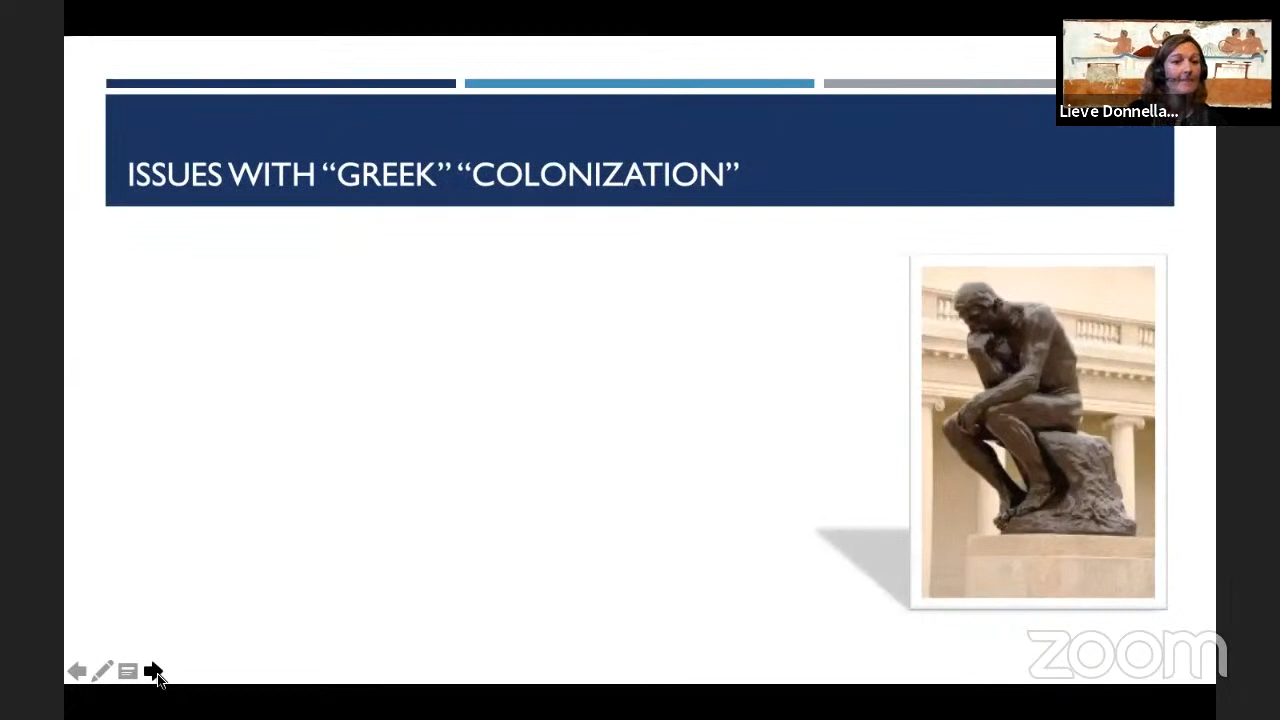 Lieve Donnella...
ISSUES WITH “GREEK” “COLONIZATION”
zoom